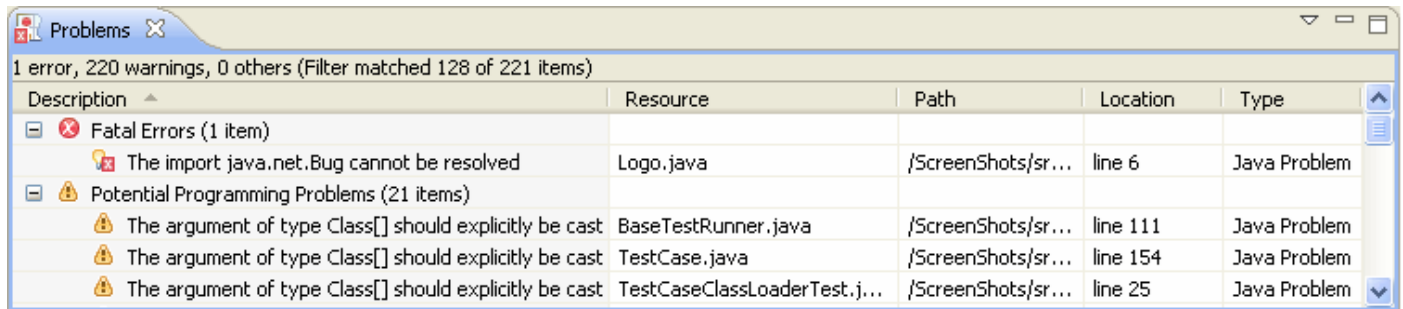 Problems
1 error, 220 warnings, 0 others (Filter matched 128 of 221 items)
Description Resource Path Location Type
Fatal Errors (1 item)
The import java.net.Bug cannot be resolved Logo.java /ScreenShots/sr... line 6 Java Problem
Potential Programming Problems (21 items)
The argument of type Class[] should explicitly be cast BaseTestRunner.java /ScreenShots/sr... line 111 Java Problem
The argument of type Class[] should explicitly be cast TestCase.java /ScreenShots/sr... line 154 Java Problem
The argument of type Class[] should explicitly be cast TestCaseClassLoaderTest.j... /ScreenShots/sr... line 25 Java Problem